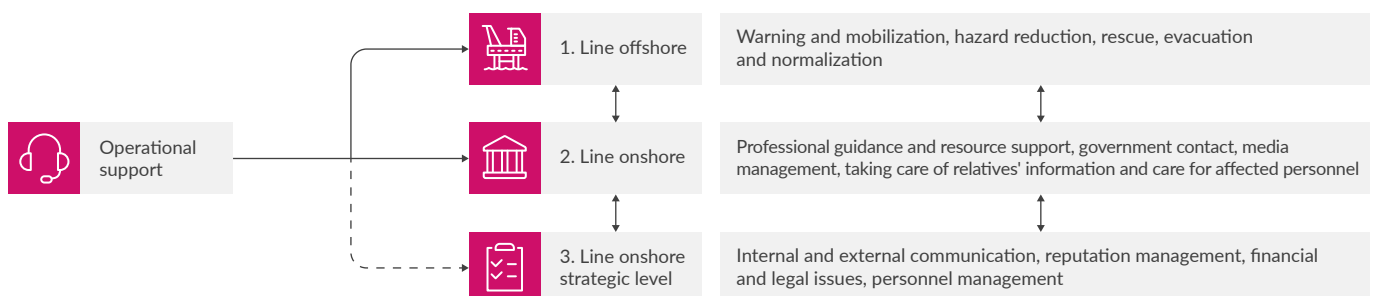 Operational
support
1. Line offshore
Warning and mobilization, hazard reduction, rescue, evacuation
and normalization
2. Line onshore
Professional guidance and resource support, government contact, media
management, taking care of relatives' information and care for affected personnel
3. Line onshore
strategic level
Internal and external communication, reputation management, financial
and legal issues, personnel management